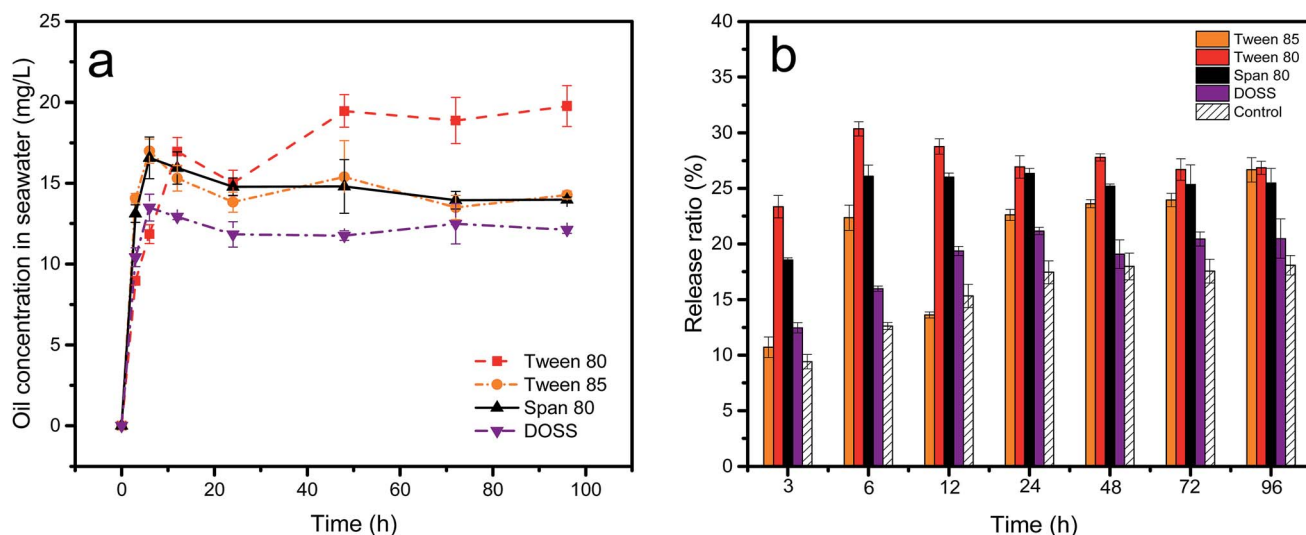 a
Oil concentration in seawater (mg/L)
25
20
15
10
5
0
0
20
40
60
80
100
Time (h)
Tween 80
Tween 85
Span 80
DOSS
b
Release ratio (%)
40
35
30
25
20
15
10
5
0
3
6
12
24
48
72
96
Time (h)
Tween 85
Tween 80
Span 80
DOSS
Control